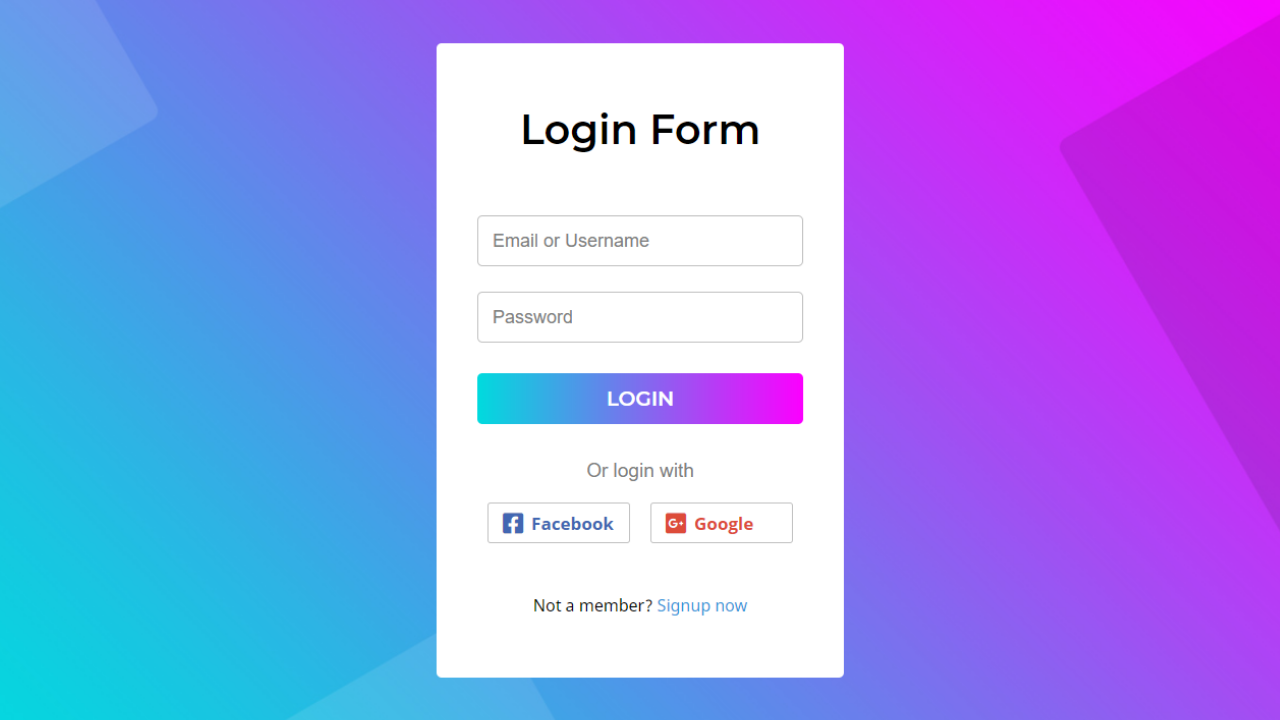 Login Form
Email or Username
Password
LOGIN
Or login with
Facebook Google
Not a member? Signup now